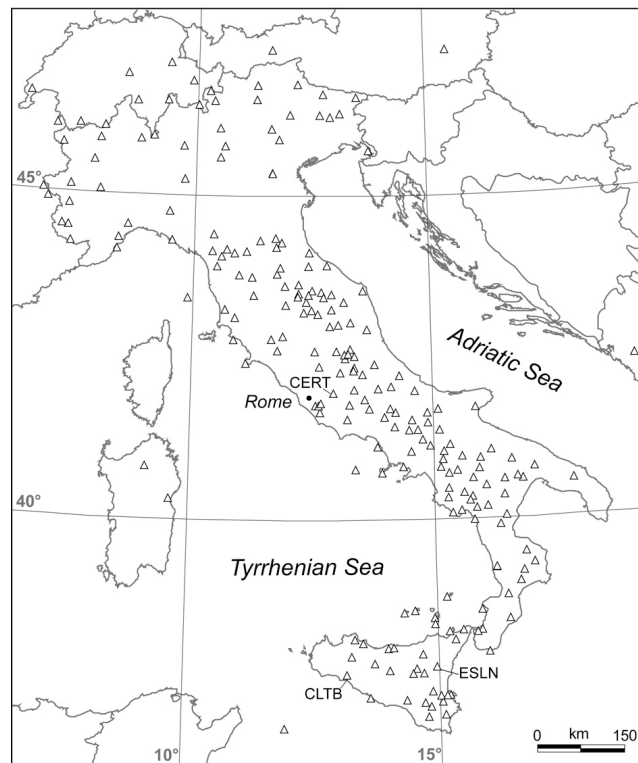 45°
Adriatic Sea
CERT
Rome
40°
Tyrrhenian Sea
ESLN
CLTB
0 km 150
10°
15°